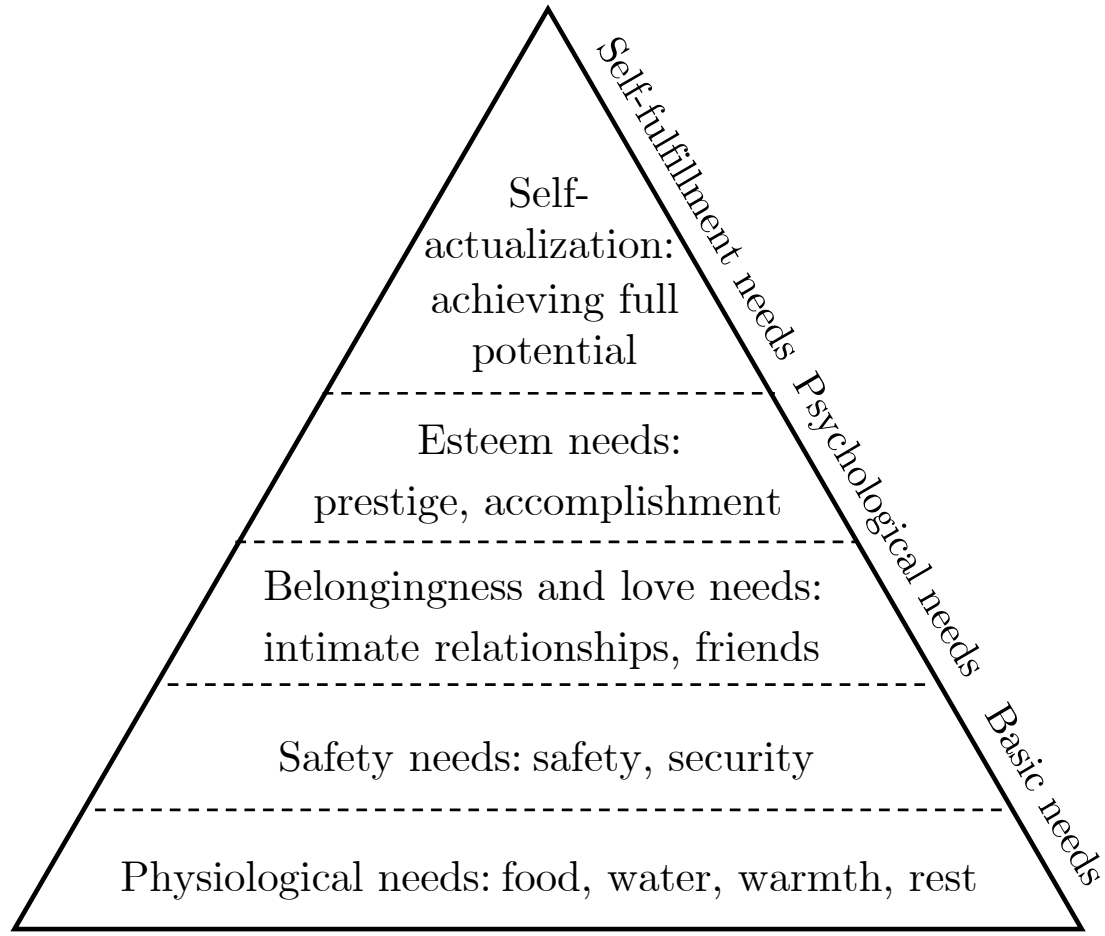 Self-
actualization:
achieving full
potential
Esteem needs:
prestige, accomplishment
Belongingness and love needs:
intimate relationships, friends
Safety needs: safety, security
Physiological needs: food, water, warmth, rest
Self-fulfillment needs
Psychological needs
Basic needs